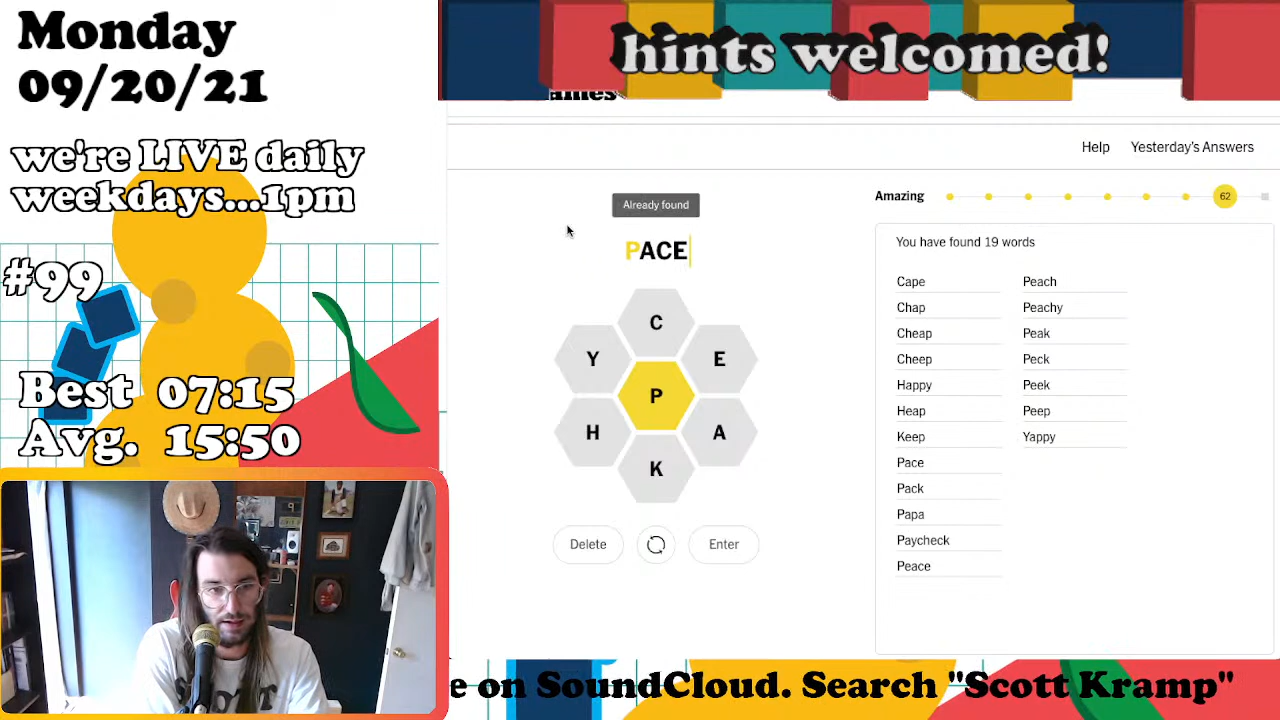 Monday
09/20/21
we're LIVE daily
weekdays...1pm
#99
Best 07:15
Avg. 15:50
hints welcomed!
Help
Yesterday's Answers
Already found
PACE
C
Y
E
P
H
A
K
Delete
Enter
Amazing
62
You have found 19 words
Cape
Chap
Cheap
Cheep
Happy
Heap
Keep
Pace
Pack
Papa
Paycheck
Peace
Peach
Peachy
Peak
Peck
Peek
Peep
Yappy
e on SoundCloud. Search "Scott Kramp"